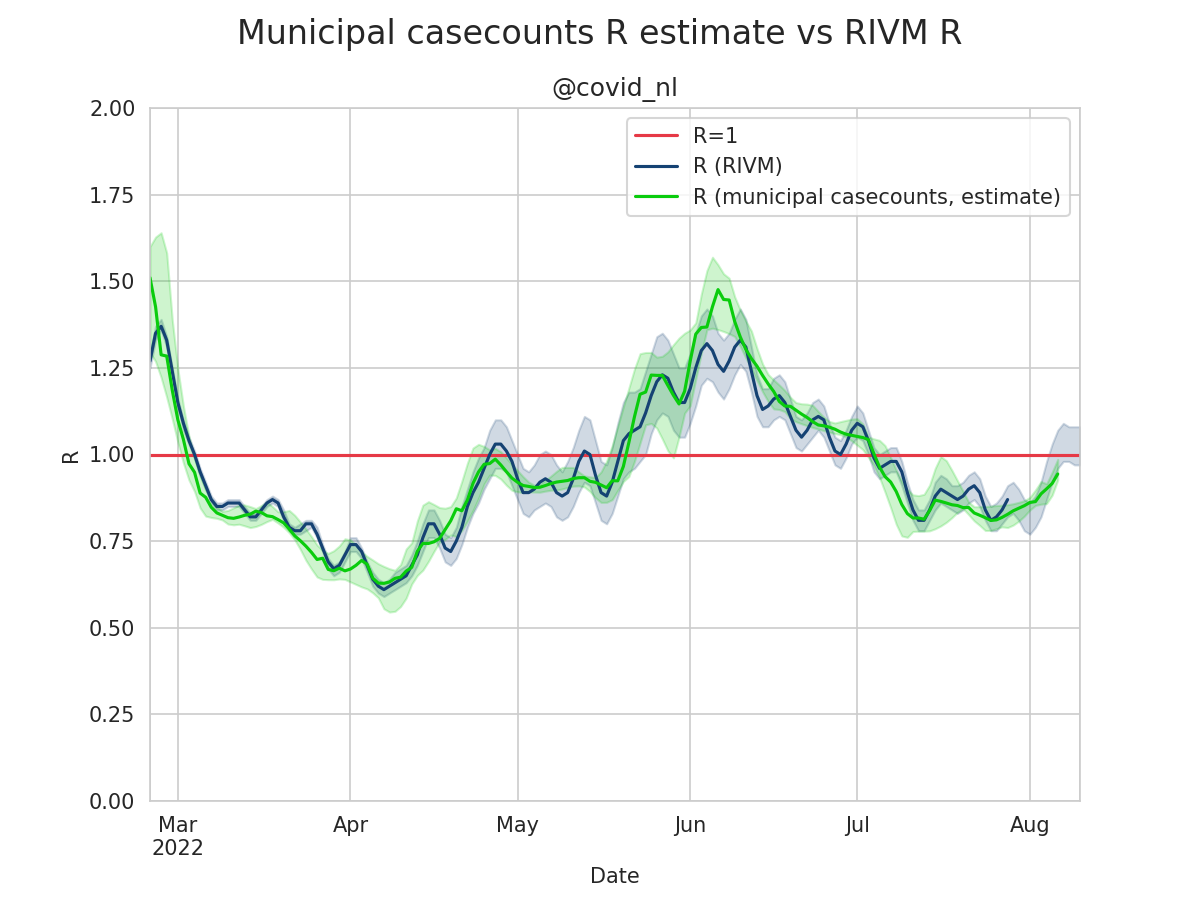 Municipal casecounts R estimate vs RIVM R
@covid_nl
R=1
R (RIVM)
R (municipal casecounts, estimate)
2.00
1.75
1.50
1.25
1.00
0.75
0.50
0.25
0.00
R
Mar Apr May Jun Jul Aug
2022
Date